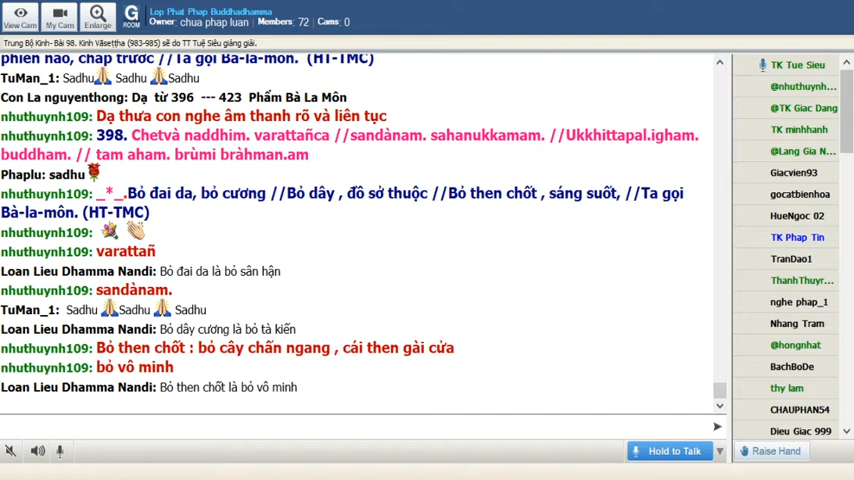 Lop Phat Phap Buddhadhamma
Owner: chua phap luan  Members: 72  Cams: 0
View Cam
My Cam
Enlarge
G
ROOM
Trung Bộ Kinh- Bài 98. Kinh Vāseṭṭha (983-985) sẽ do TT Tuệ Siêu giảng giải.
phiền não, chấp trước //Ta gọi Bà-la-môn. (HT-TMC)
TuMan_1: Sadhu Sadhu Sadhu
Con La nguyenthong: Dạ từ 396 --- 423 Phẩm Bà La Môn
nhuthuynh109: Dạ thưa con nghe âm thanh rõ và liên tục
nhuthuynh109: 398. Chetvà naddhim. varattañca //sandànam. sahanukkamam. //Ukkhittapal.igham.
buddham. // tam aham. brùmi bràhman.am
Phaplu: sadhu
nhuthuynh109: _*_.Bỏ đai da, bỏ cương //Bỏ dây , đồ sở thuộc //Bỏ then chốt , sáng suốt, //Ta gọi
Bà-la-môn. (HT-TMC)
nhuthuynh109:
nhuthuynh109: varattañ
Loan Lieu Dhamma Nandi: Bỏ đai da là bỏ sân hận
nhuthuynh109: sandànam.
TuMan_1: Sadhu Sadhu Sadhu
Loan Lieu Dhamma Nandi: Bỏ dây cương là bỏ tà kiến
nhuthuynh109: Bỏ then chốt : bỏ cây chấn ngang , cái then gài cửa
nhuthuynh109: bỏ vô minh
Loan Lieu Dhamma Nandi: Bỏ then chốt là bỏ vô minh
Hold to Talk
TK Tue Sieu
@nhuthuynh...
@TK Giac Dang
TK minhhanh
@Lang Gia N...
Giacvien93
gocatbienhoa
HueNgoc 02
TK Phap Tin
TranDao1
ThanhThuyr...
nghe phap_1
Nhang Tram
@hongnhat
BachBoDe
thy lam
CHAUPHAN54
Dieu Giac 999
Raise Hand